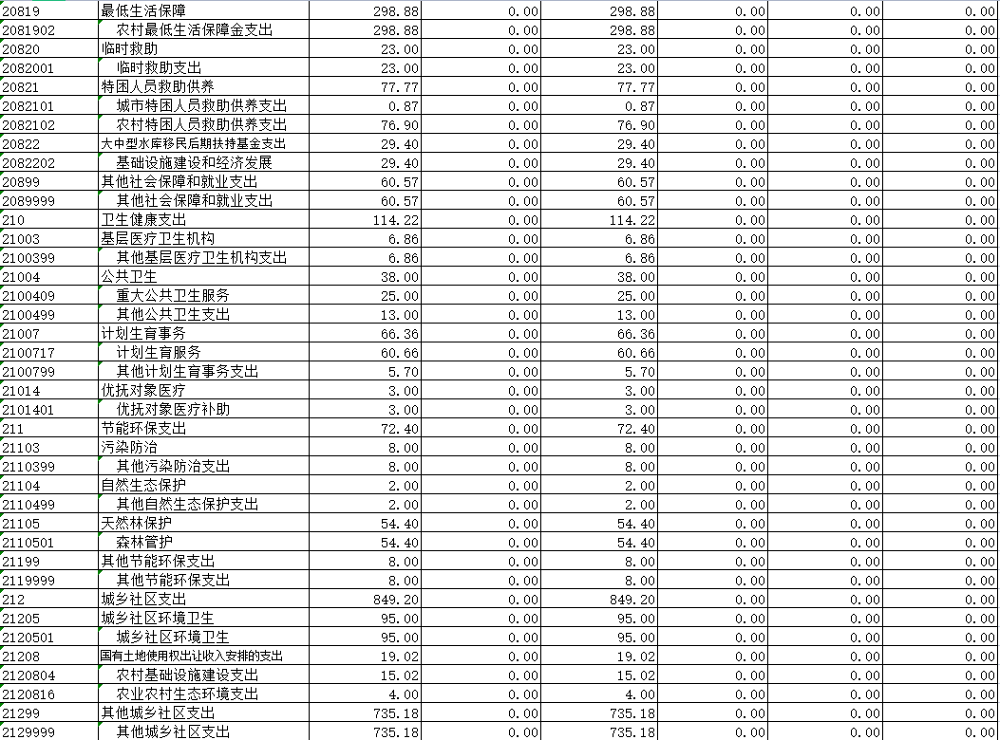 20819 最低生活保障 298.88 0.00 298.88 0.00 0.00 0.00
2081902 农村最低生活保障金支出 298.88 0.00 298.88 0.00 0.00 0.00
20820 临时救助 23.00 0.00 23.00 0.00 0.00 0.00
2082001 临时救助支出 23.00 0.00 23.00 0.00 0.00 0.00
20821 特困人员救助供养 77.77 0.00 77.77 0.00 0.00 0.00
2082101 城市特困人员救助供养支出 0.87 0.00 0.87 0.00 0.00 0.00
2082102 农村特困人员救助供养支出 76.90 0.00 76.90 0.00 0.00 0.00
20822 大中型水库移民后期扶持基金支出 29.40 0.00 29.40 0.00 0.00 0.00
2082202 基础设施建设和经济发展 29.40 0.00 29.40 0.00 0.00 0.00
20899 其他社会保障和就业支出 60.57 0.00 60.57 0.00 0.00 0.00
2089999 其他社会保障和就业支出 60.57 0.00 60.57 0.00 0.00 0.00
210 卫生健康支出 114.22 0.00 114.22 0.00 0.00 0.00
21003 基层医疗卫生机构 6.86 0.00 6.86 0.00 0.00 0.00
2100399 其他基层医疗卫生机构支出 6.86 0.00 6.86 0.00 0.00 0.00
21004 公共卫生 38.00 0.00 38.00 0.00 0.00 0.00
2100409 重大公共卫生服务 25.00 0.00 25.00 0.00 0.00 0.00
2100499 其他公共卫生支出 13.00 0.00 13.00 0.00 0.00 0.00
21007 计划生育事务 66.36 0.00 66.36 0.00 0.00 0.00
2100717 计划生育服务 60.66 0.00 60.66 0.00 0.00 0.00
2100799 其他计划生育事务支出 5.70 0.00 5.70 0.00 0.00 0.00
21014 优抚对象医疗 3.00 0.00 3.00 0.00 0.00 0.00
2101401 优抚对象医疗补助 3.00 0.00 3.00 0.00 0.00 0.00
211 节能环保支出 72.40 0.00 72.40 0.00 0.00 0.00
21103 污染防治 8.00 0.00 8.00 0.00 0.00 0.00
2110399 其他污染防治支出 8.00 0.00 8.00 0.00 0.00 0.00
21104 自然生态保护 2.00 0.00 2.00 0.00 0.00 0.00
2110499 其他自然生态保护支出 2.00 0.00 2.00 0.00 0.00 0.00
21105 天然林保护 54.40 0.00 54.40 0.00 0.00 0.00
2110501 森林管护 54.40 0.00 54.40 0.00 0.00 0.00
21199 其他节能环保支出 8.00 0.00 8.00 0.00 0.00 0.00
2119999 其他节能环保支出 8.00 0.00 8.00 0.00 0.00 0.00
212 城乡社区支出 849.20 0.00 849.20 0.00 0.00 0.00
21205 城乡社区环境卫生 95.00 0.00 95.00 0.00 0.00 0.00
2120501 城乡社区环境卫生 95.00 0.00 95.00 0.00 0.00 0.00
21208 国有土地使用权出让收入安排的支出 19.02 0.00 19.02 0.00 0.00 0.00
2120804 农村基础设施建设支出 15.02 0.00 15.02 0.00 0.00 0.00
2120816 农业农村生态环境支出 4.00 0.00 4.00 0.00 0.00 0.00
21299 其他城乡社区支出 735.18 0.00 735.18 0.00 0.00 0.00
2129999 其他城乡社区支出 735.18 0.00 735.18 0.00 0.00 0.00